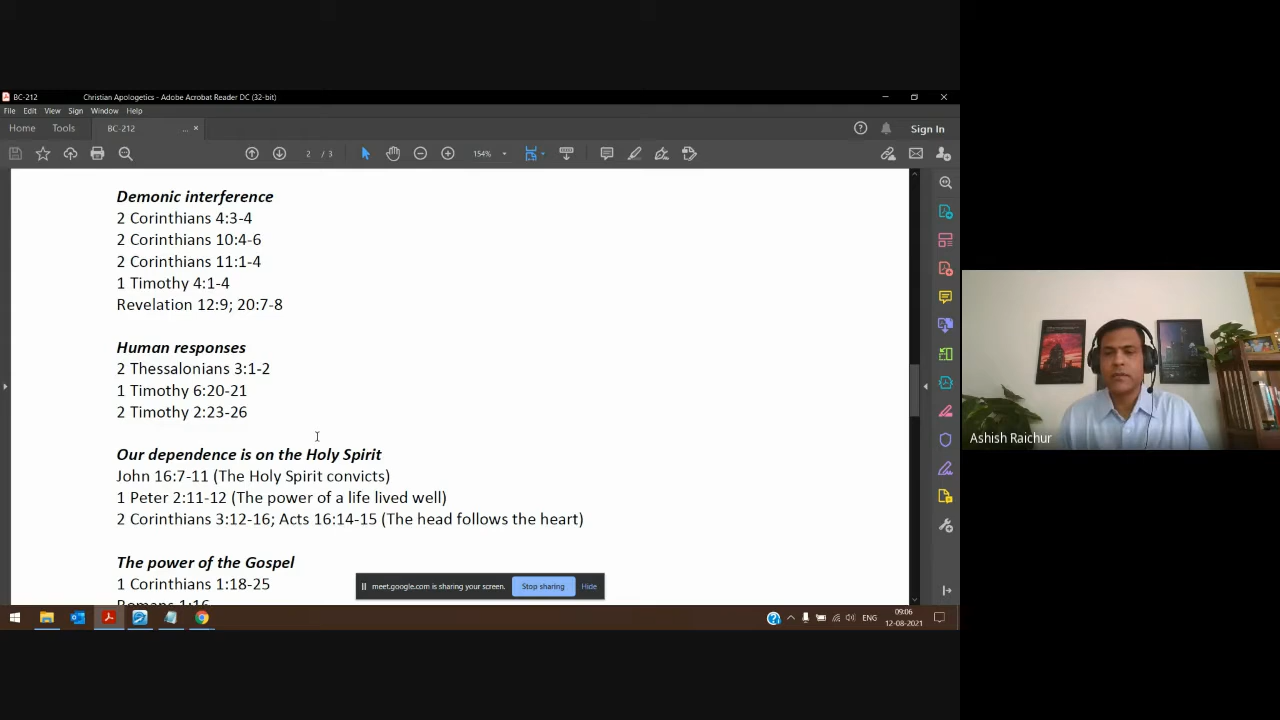 BC-212 Christian Apologetics - Adobe Acrobat Reader DC (32-bit)
File Edit View Sign Window Help
Home Tools BC-212 ... × Sign In
2 / 3 154%
Demonic interference
2 Corinthians 4:3-4
2 Corinthians 10:4-6
2 Corinthians 11:1-4
1 Timothy 4:1-4
Revelation 12:9; 20:7-8
Human responses
2 Thessalonians 3:1-2
1 Timothy 6:20-21
2 Timothy 2:23-26
Our dependence is on the Holy Spirit
John 16:7-11 (The Holy Spirit convicts)
1 Peter 2:11-12 (The power of a life lived well)
2 Corinthians 3:12-16; Acts 16:14-15 (The head follows the heart)
The power of the Gospel
1 Corinthians 1:18-25
Romans 1:16
meet.google.com is sharing your screen. Stop sharing Hide
ENG 09:06
12-08-2021
Ashish Raichur